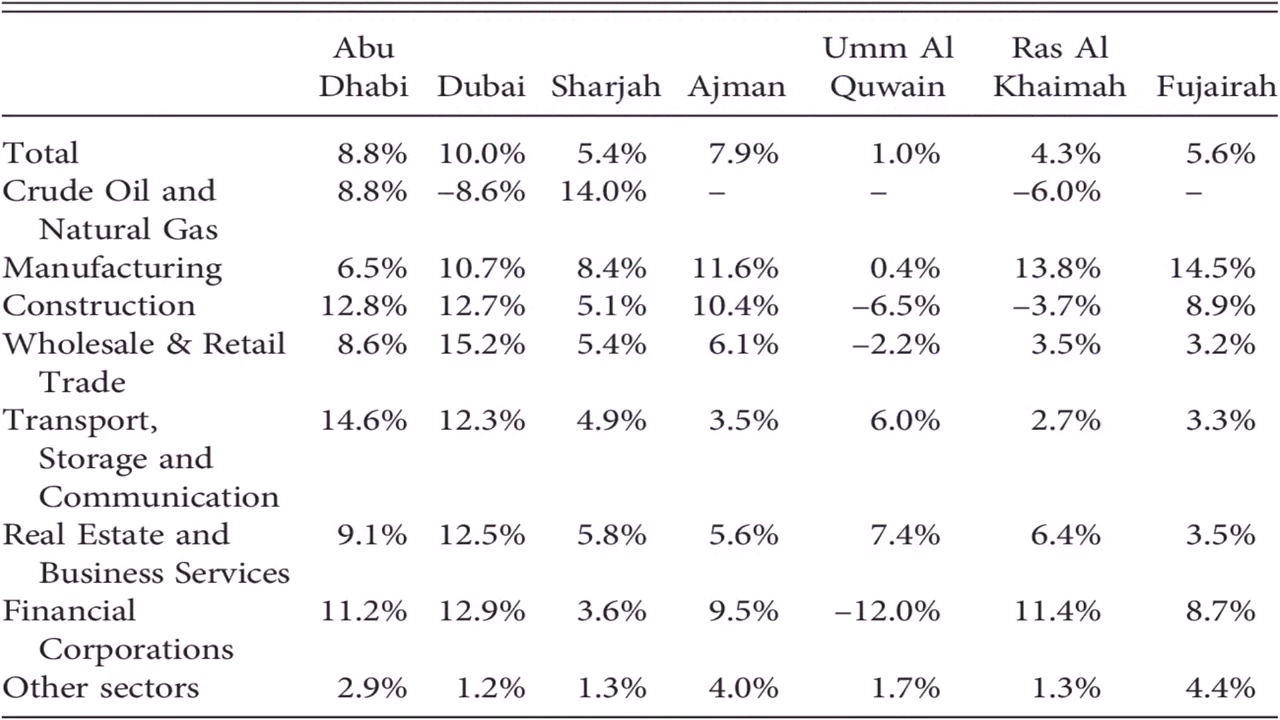 Abu Umm Al Ras Al
Dhabi Dubai Sharjah Ajman Quwain Khaimah Fujairah
Total 8.8% 10.0% 5.4% 7.9% 1.0% 4.3% 5.6%
Crude Oil and 8.8% –8.6% 14.0% – – –6.0% –
Natural Gas
Manufacturing 6.5% 10.7% 8.4% 11.6% 0.4% 13.8% 14.5%
Construction 12.8% 12.7% 5.1% 10.4% –6.5% –3.7% 8.9%
Wholesale & Retail 8.6% 15.2% 5.4% 6.1% –2.2% 3.5% 3.2%
Trade
Transport, 14.6% 12.3% 4.9% 3.5% 6.0% 2.7% 3.3%
Storage and
Communication
Real Estate and 9.1% 12.5% 5.8% 5.6% 7.4% 6.4% 3.5%
Business Services
Financial 11.2% 12.9% 3.6% 9.5% –12.0% 11.4% 8.7%
Corporations
Other sectors 2.9% 1.2% 1.3% 4.0% 1.7% 1.3% 4.4%